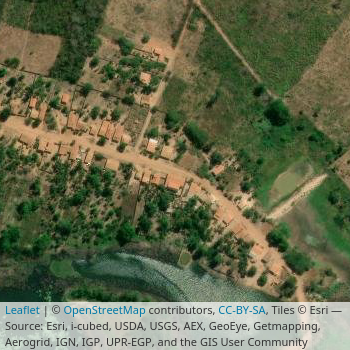 Leaflet | © OpenStreetMap contributors, CC-BY-SA, Tiles © Esri —
Source: Esri, i-cubed, USDA, USGS, AEX, GeoEye, Getmapping,
Aerogrid, IGN, IGP, UPR-EGP, and the GIS User Community